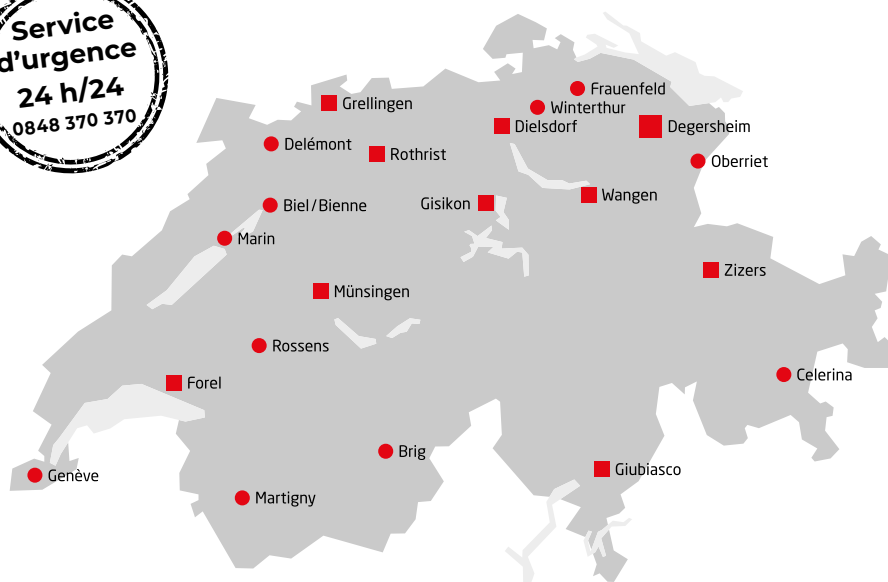 Service
d'urgence
24 h/24
0848 370 370
Frauenfeld
Grellingen
Winterthur
Dielsdorf
Degersheim
Delémont
Rothrist
Oberriet
Wangen
Biel/Bienne
Gisikon
Marin
Zizers
Münsingen
Rossens
Celerina
Forel
Brig
Giubiasco
Genève
Martigny